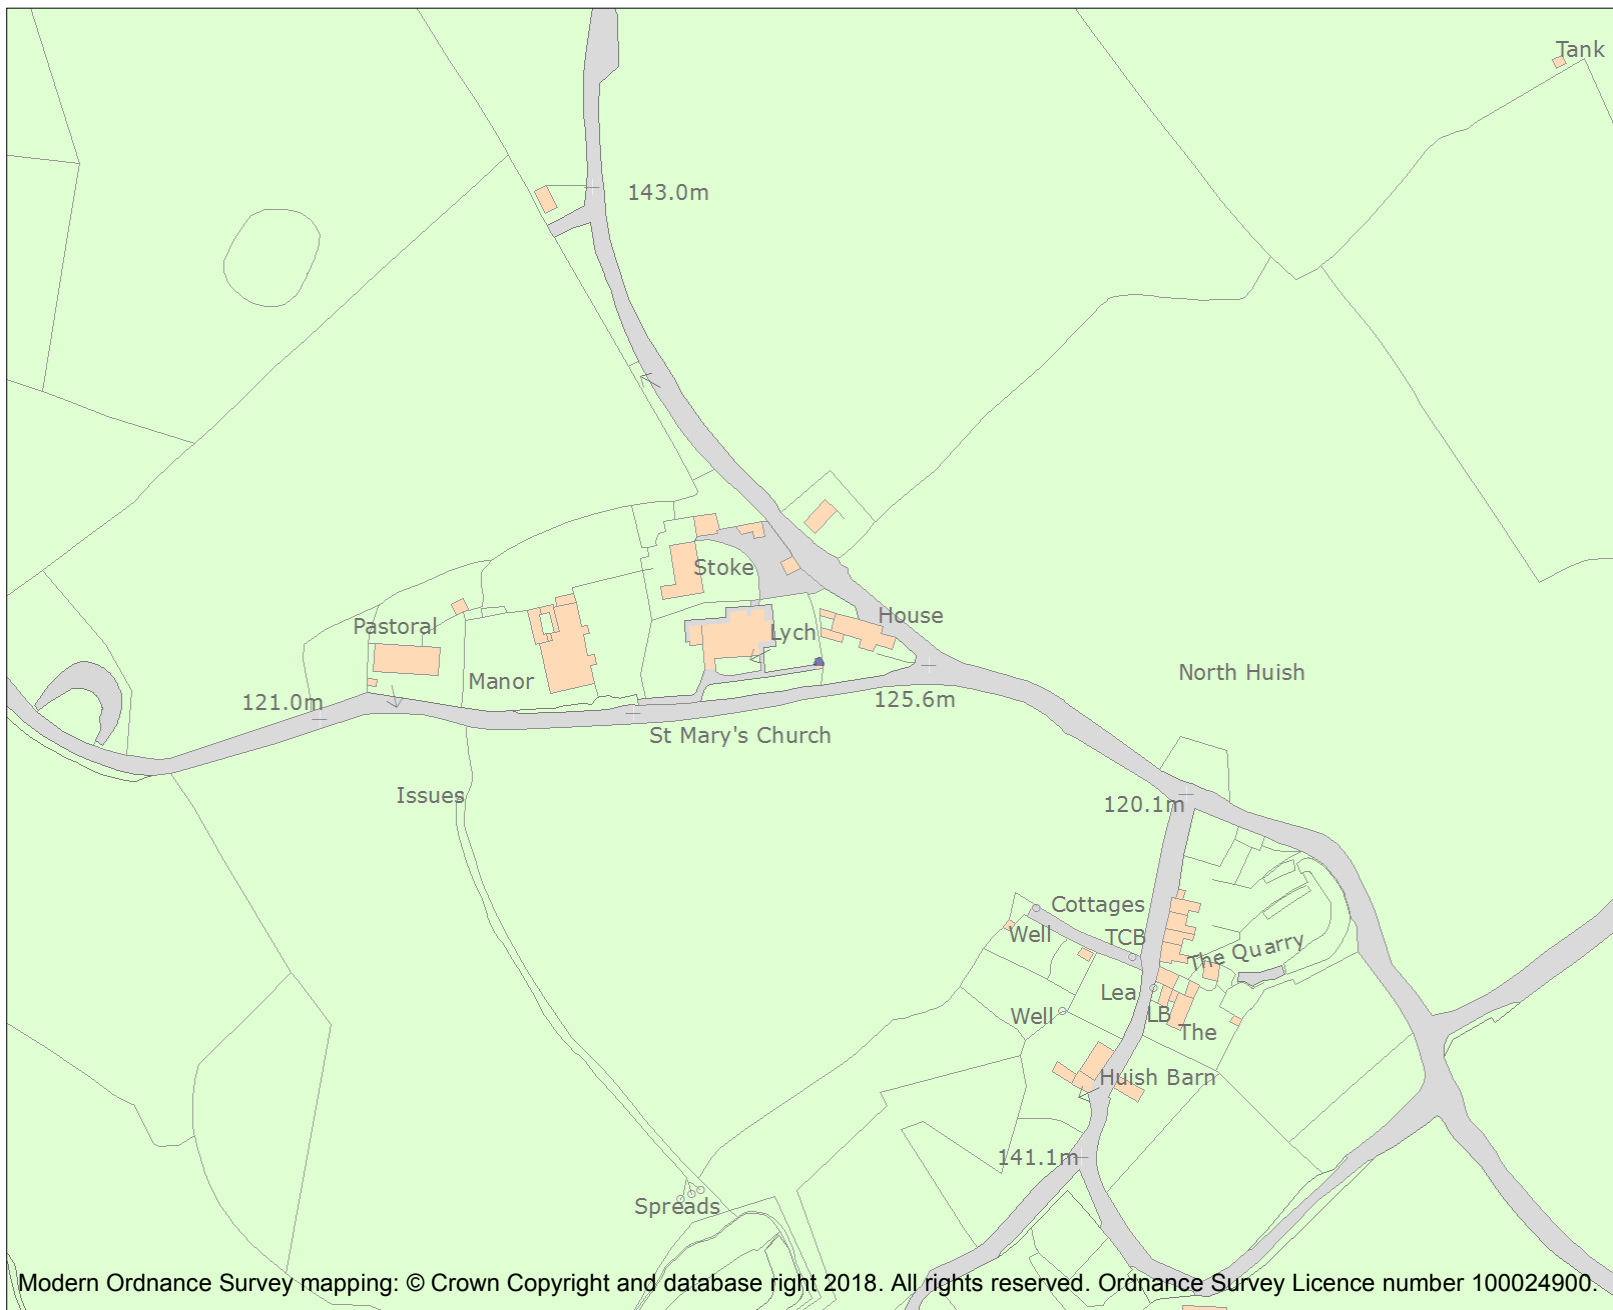 Tank
143.0m
Stoke
House
Pastoral
Lych
North Huish
Manor
121.0m
125.6m
St Mary's Church
Issues
120.1m
Cottages
Well
TCB
The Quarry
Lea
Well
LB
The
Huish Barn
141.1m
Spreads
Modern Ordnance Survey mapping: © Crown Copyright and database right 2018. All rights reserved. Ordnance Survey Licence number 100024900.